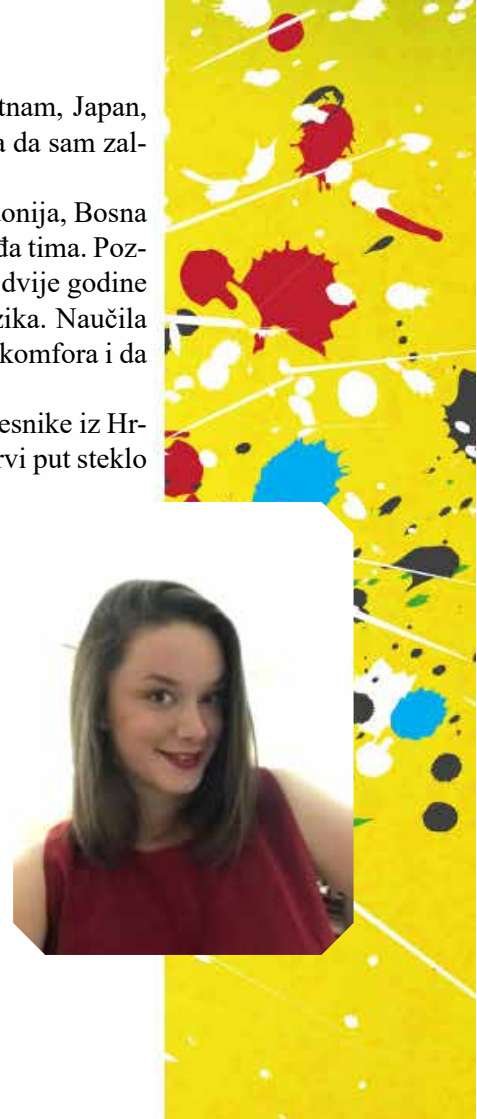 tnam, Japan,
a da sam zal-
onija, Bosna
đa tima. Poz-
dvije godine
zika. Naučila
komfora i da
esnike iz Hr-
rvi put steklo